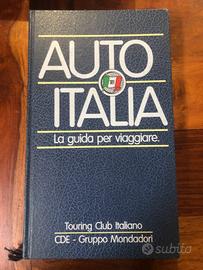 AUTO
ITALIA
La guida per viaggiare.
Touring Club Italiano
CDE - Gruppo Mondadori
subito